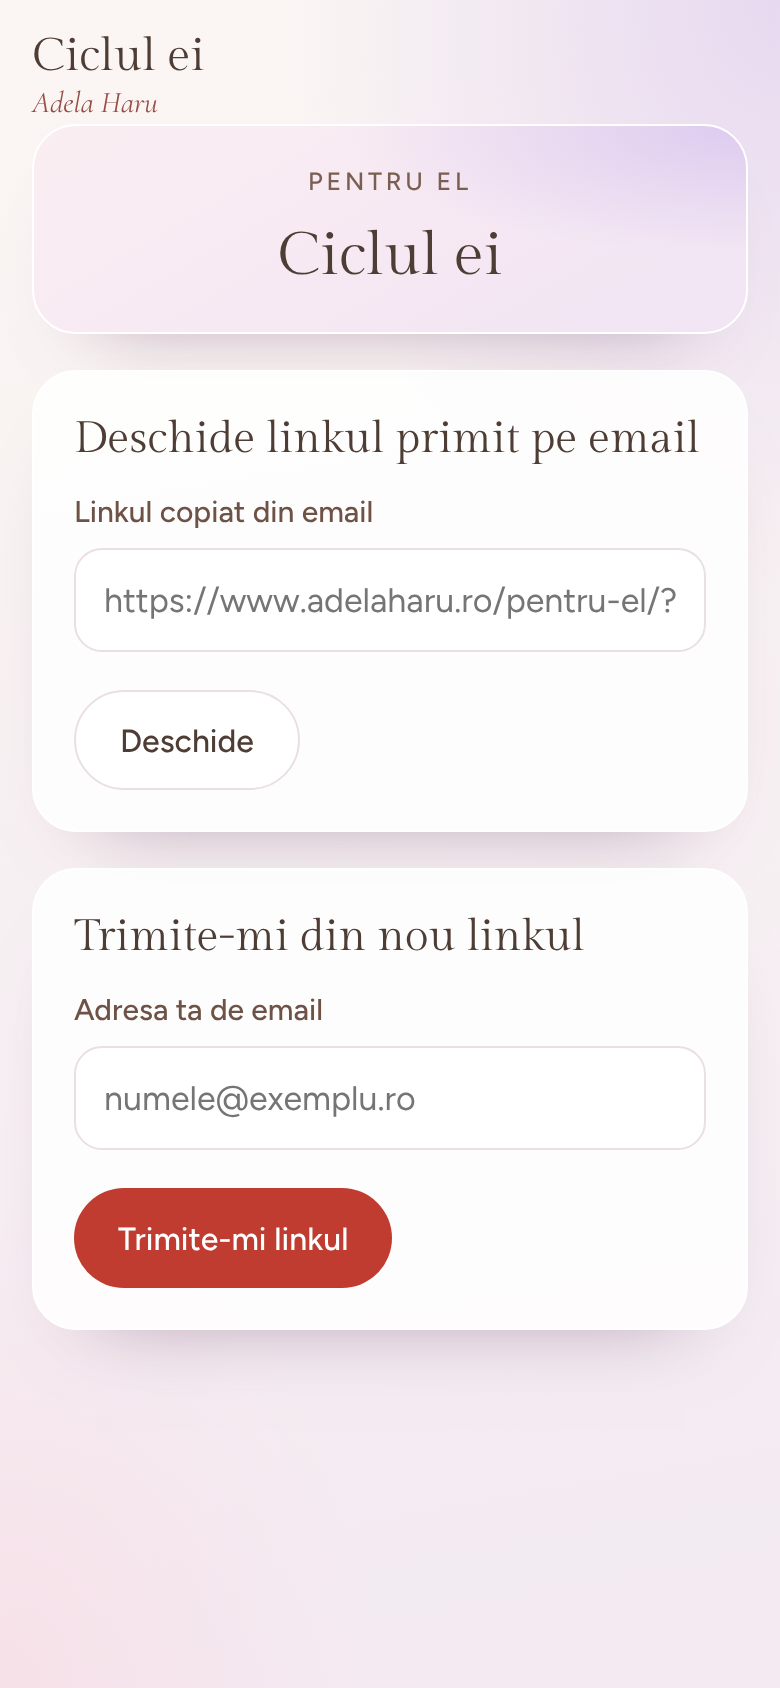 Ciclul ei
Adela Haru
PENTRU EL
Ciclul ei
Deschide linkul primit pe email
Linkul copiat din email
https://www.adelaharu.ro/pentru-el/?
Deschide
Trimite-mi din nou linkul
Adresa ta de email
numele@exemplu.ro
Trimite-mi linkul